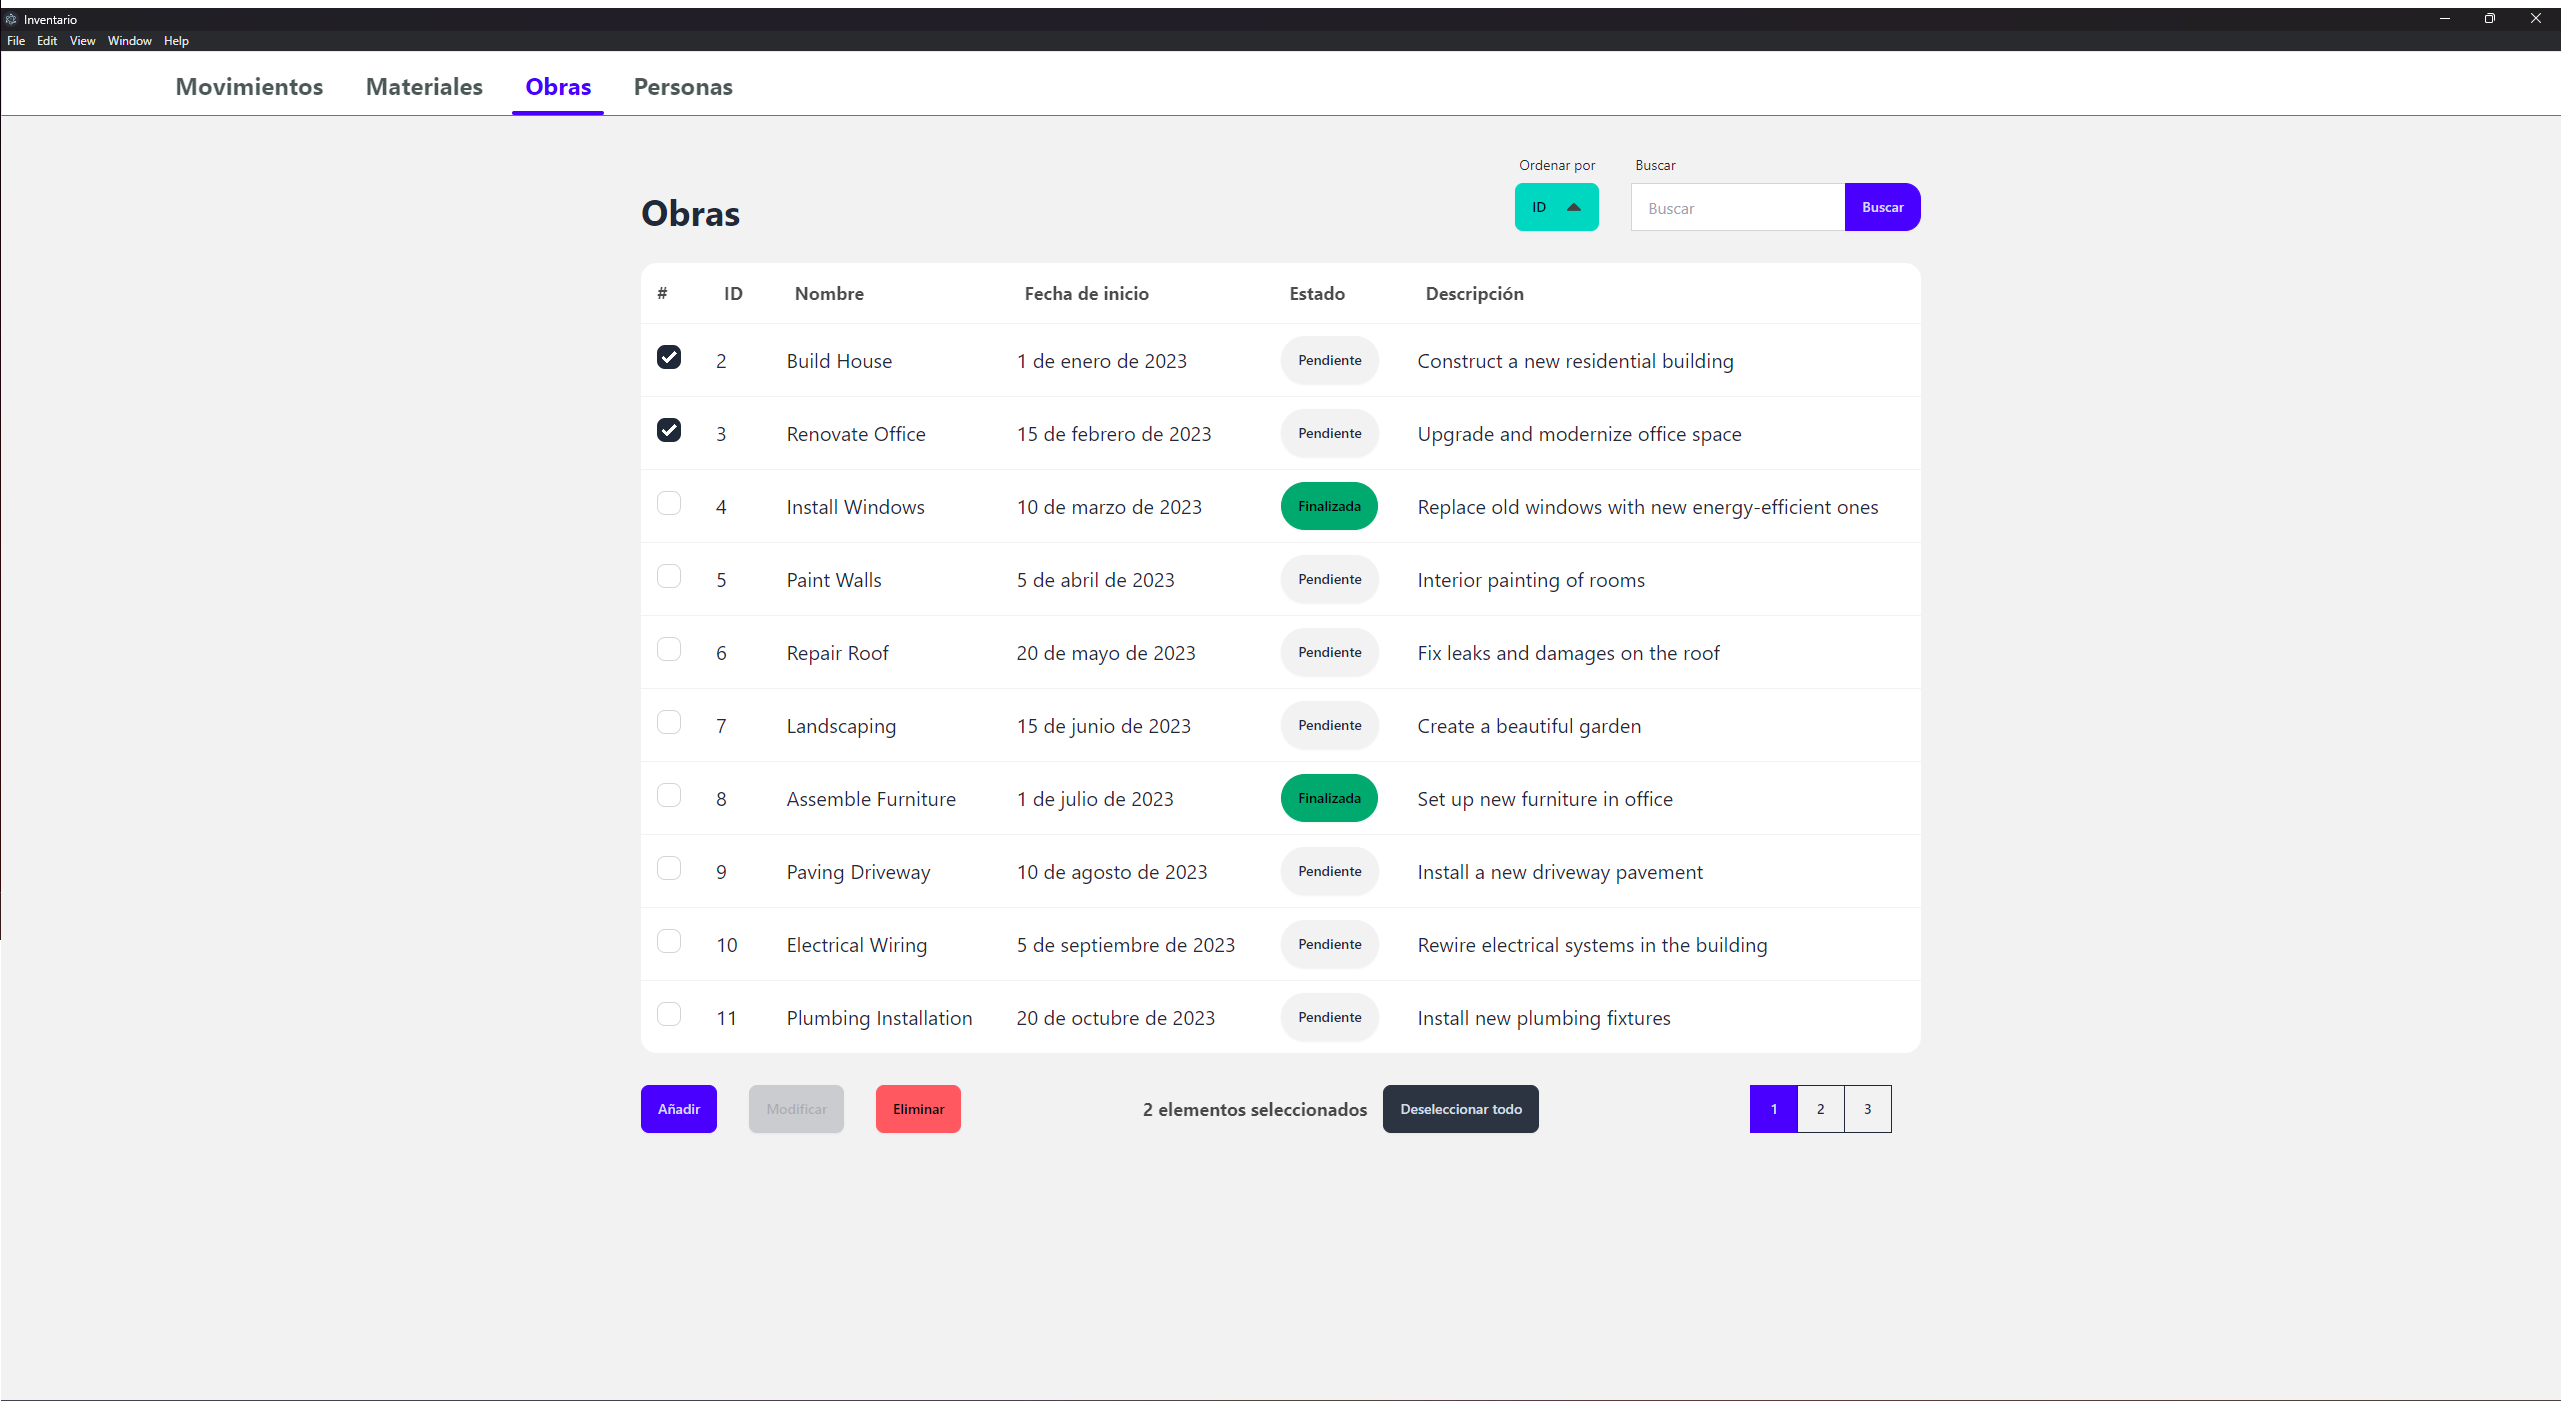 Inventario
File Edit View Window Help
Movimientos Materiales Obras Personas
Ordenar por Buscar
Obras ID Buscar Buscar
# ID Nombre Fecha de inicio Estado Descripción
2 Build House 1 de enero de 2023 Pendiente Construct a new residential building
3 Renovate Office 15 de febrero de 2023 Pendiente Upgrade and modernize office space
4 Install Windows 10 de marzo de 2023 Finalizada Replace old windows with new energy-efficient ones
5 Paint Walls 5 de abril de 2023 Pendiente Interior painting of rooms
6 Repair Roof 20 de mayo de 2023 Pendiente Fix leaks and damages on the roof
7 Landscaping 15 de junio de 2023 Pendiente Create a beautiful garden
8 Assemble Furniture 1 de julio de 2023 Finalizada Set up new furniture in office
9 Paving Driveway 10 de agosto de 2023 Pendiente Install a new driveway pavement
10 Electrical Wiring 5 de septiembre de 2023 Pendiente Rewire electrical systems in the building
11 Plumbing Installation 20 de octubre de 2023 Pendiente Install new plumbing fixtures
Añadir Modificar Eliminar 2 elementos seleccionados Deseleccionar todo 1 2 3